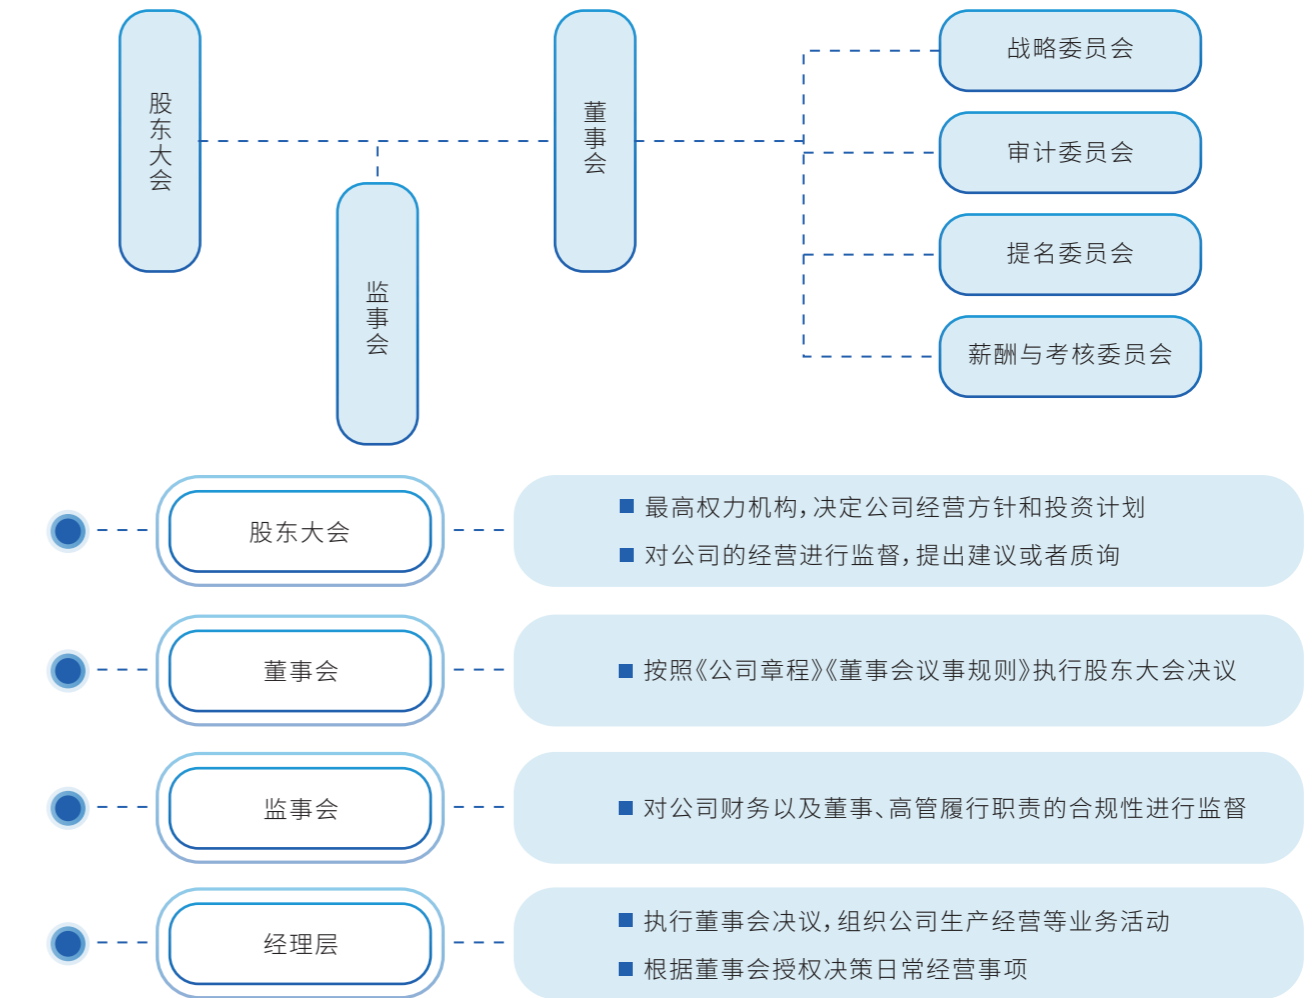 股东大会
监事会
董事会
战略委员会
审计委员会
提名委员会
薪酬与考核委员会
股东大会
最高权力机构，决定公司经营方针和投资计划
对公司的经营进行监督，提出建议或者质询
董事会
按照《公司章程》《董事会议事规则》执行股东大会决议
监事会
对公司财务以及董事、高管履行职责的合规性进行监督
经理层
执行董事会决议，组织公司生产经营等业务活动
根据董事会授权决策日常经营事项